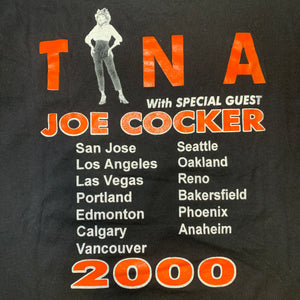 T NA
With SPECIAL GUEST
JOE COCKER
San Jose
Los Angeles
Las Vegas
Portland
Edmonton
Calgary
Vancouver
Seattle
Oakland
Reno
Bakersfield
Phoenix
Anaheim
2000